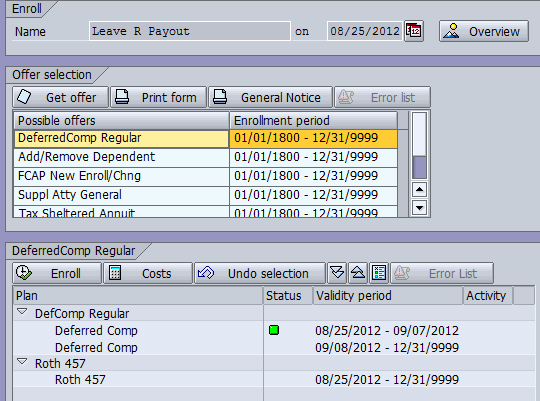 Enroll
Name Leave R Payout on 08/25/2012 Overview
Offer selection
Get offer Print form General Notice Error list
Possible offers Enrollment period
DeferredComp Regular 01/01/1800 - 12/31/9999
Add/Remove Dependent 01/01/1800 - 12/31/9999
FCAP New Enroll/Chng 01/01/1800 - 12/31/9999
Suppl Atty General 01/01/1800 - 12/31/9999
Tax Sheltered Annuit 01/01/1800 - 12/31/9999
DeferredComp Regular
Enroll Costs Undo selection Error List
Plan Status Validity period Activity
DefComp Regular
Deferred Comp 08/25/2012 - 09/07/2012
Deferred Comp 09/08/2012 - 12/31/9999
Roth 457
Roth 457 08/25/2012 - 12/31/9999